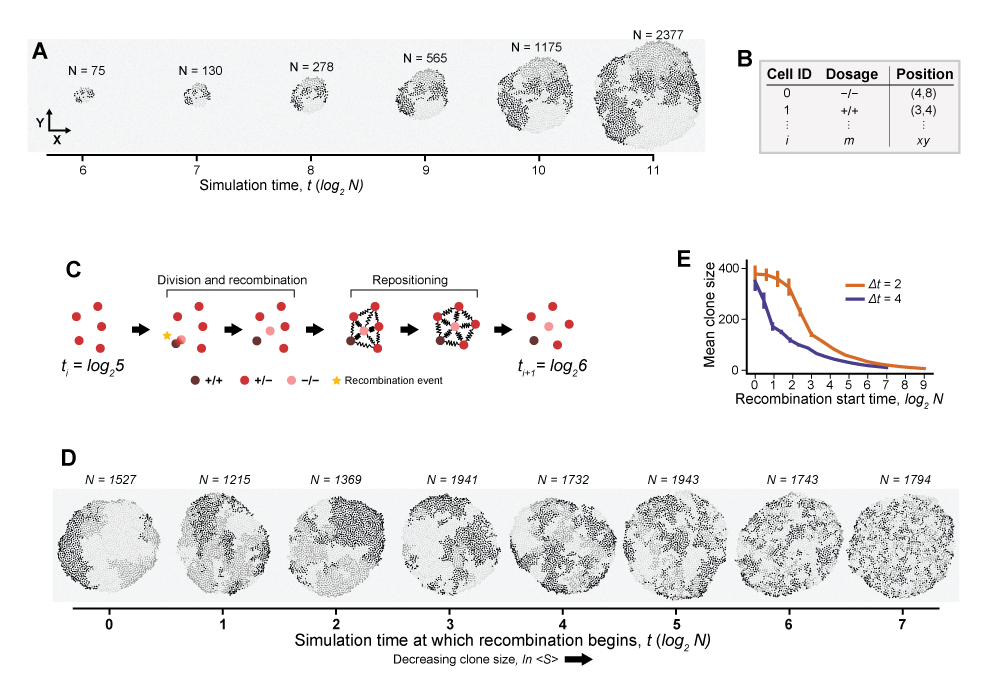 A
N = 75
N = 130
N = 278
N = 565
N = 1175
N = 2377
Y
X
6 7 8 9 10 11
Simulation time, t (log2 N)
B
Cell ID Dosage Position
0 –/– (4,8)
1 +/+ (3,4)
⋮ ⋮ ⋮
i m xy
C
Division and recombination
Repositioning
ti = log25
ti+1= log26
+/+ +/– –/– Recombination event
E
Mean clone size
400
200
0
Δt = 2
Δt = 4
0 1 2 3 4 5 6 7 8 9
Recombination start time, log2 N
D
N = 1527 N = 1215 N = 1369 N = 1941 N = 1732 N = 1943 N = 1743 N = 1794
0 1 2 3 4 5 6 7
Simulation time at which recombination begins, t (log2 N)
Decreasing clone size, ln <S>